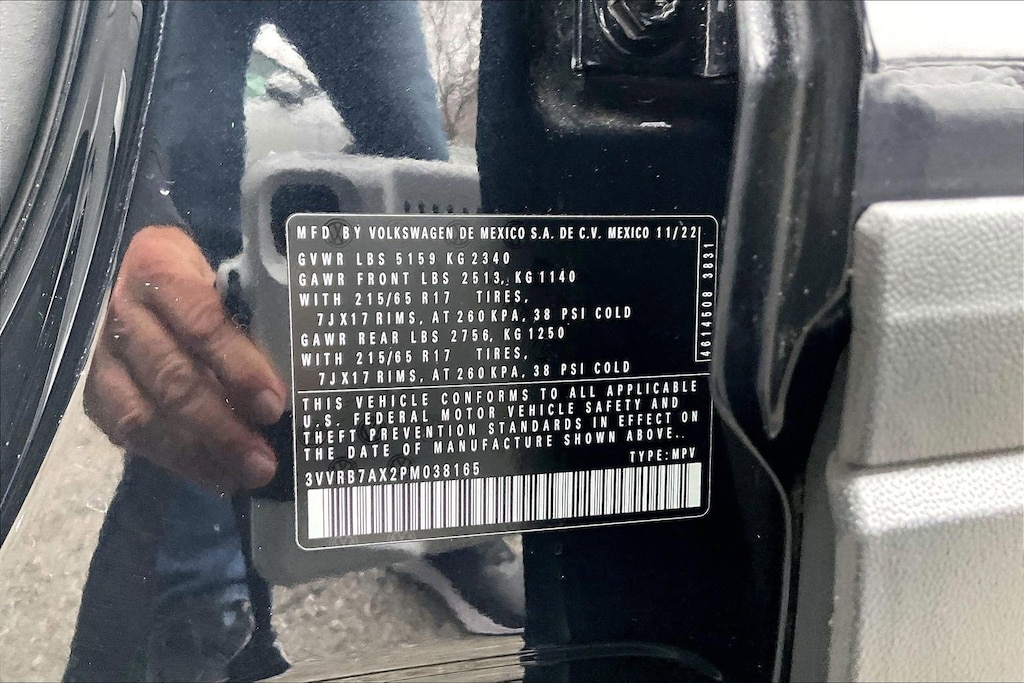 MFD BY VOLKSWAGEN DE MEXICO S.A. DE C.V. MEXICO 11/22
GVWR LBS 5159 KG 2340
GAWR FRONT LBS 2513, KG 1140
WITH 215/65 R17 TIRES,
7JX17 RIMS, AT 260 KPA, 38 PSI COLD
GAWR REAR LBS 2756, KG 1250
WITH 215/65 R17 TIRES,
7JX17 RIMS, AT 260 KPA, 38 PSI COLD
4614508 3831
THIS VEHICLE CONFORMS TO ALL APPLICABLE
U.S. FEDERAL MOTOR VEHICLE SAFETY AND
THEFT PREVENTION STANDARDS IN EFFECT ON
THE DATE OF MANUFACTURE SHOWN ABOVE..
TYPE:MPV
3VVRB7AX2PM038165